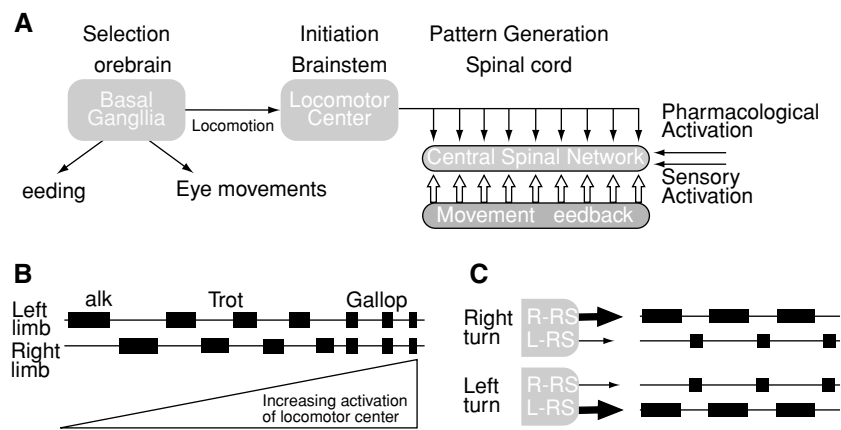 A
Selection
Initiation
Pattern Generation
orebrain
Brainstem
Spinal cord
Basal
Ganglia
Locomotion
Locomotor
Center
Pharmacological
Activation
Central Spinal Network
Sensory
Activation
eeding
Eye movements
Movement eedback
B
alk
Trot
Gallop
Left
limb
Right
limb
Increasing activation
of locomotor center
C
Right
turn
R-RS
L-RS
Left
turn
R-RS
L-RS